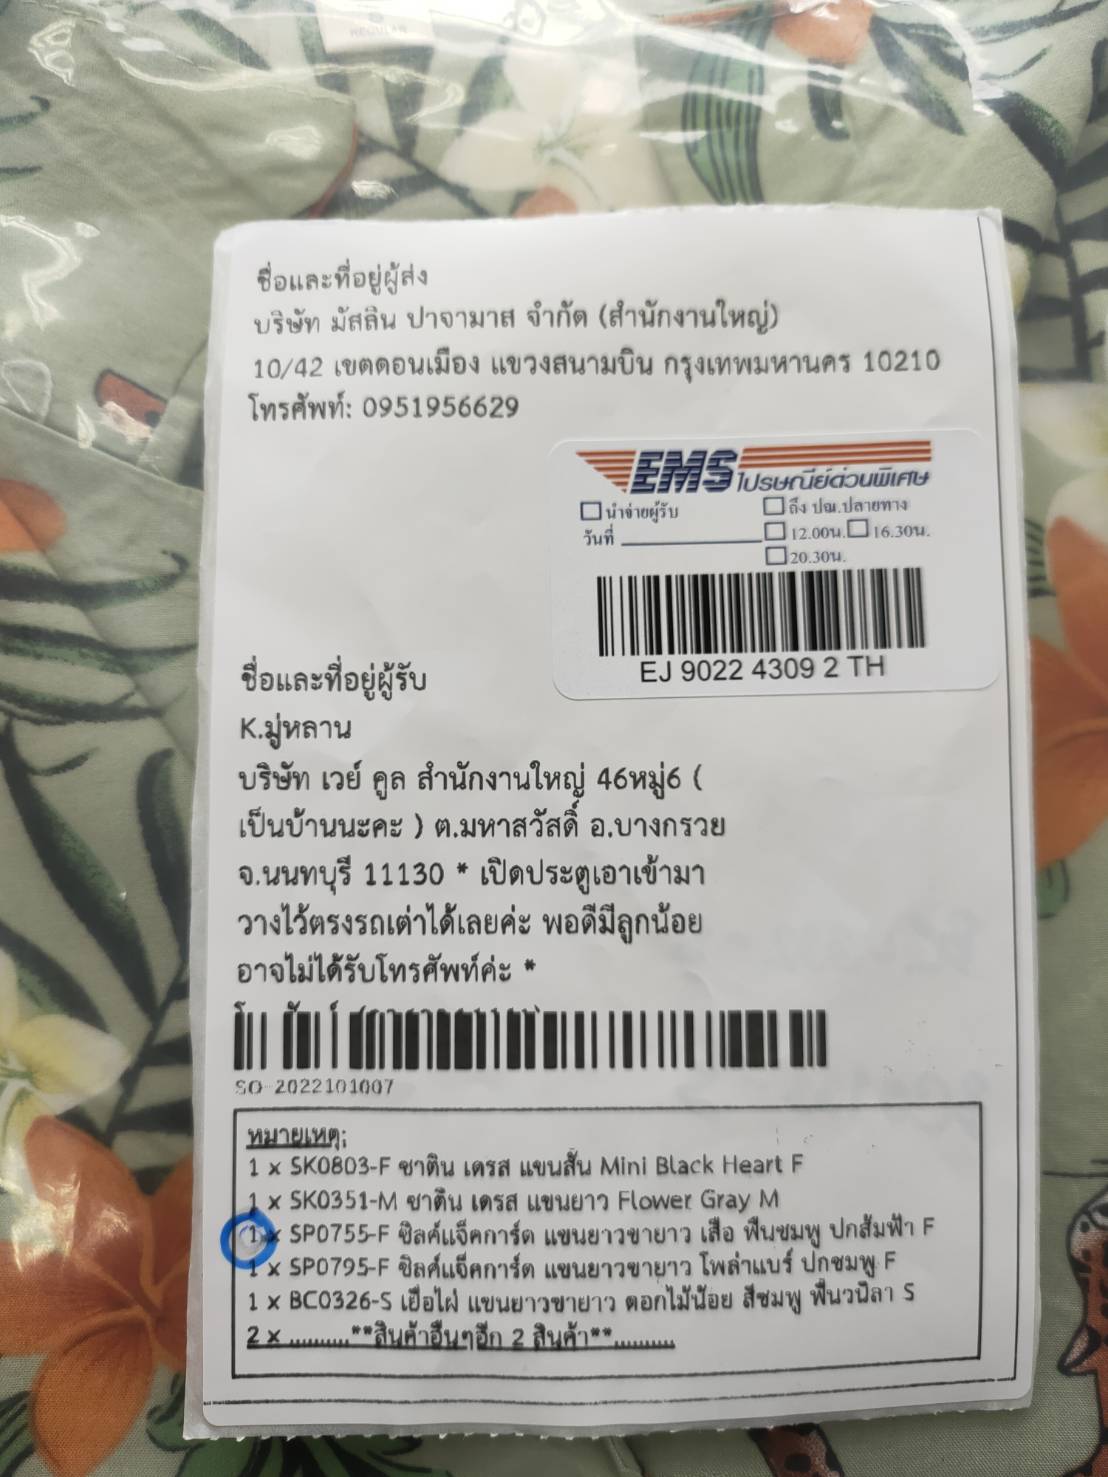 ชื่อและที่อยู่ผู้ส่ง
บริษัท มัสลิน ปาจามาส จำกัด (สำนักงานใหญ่)
10/42 เขตดอนเมือง แขวงสนามบิน กรุงเทพมหานคร 10210
โทรศัพท์: 0951956629
EMS ไปรษณีย์ด่วนพิเศษ
นำจ่ายผู้รับ ถึง ปณ.ปลายทาง
วันที่ 12.00น. 16.30น.
20.30น.
EJ 9022 4309 2 TH
ชื่อและที่อยู่ผู้รับ
K.มู่หลาน
บริษัท เวย์ คูล สำนักงานใหญ่ 46หมู่6 (
เป็นบ้านนะคะ ) ต.มหาสวัสดิ์ อ.บางกรวย
จ.นนทบุรี 11130 * เปิดประตูเอาเข้ามา
วางไว้ตรงรถเต่าได้เลยค่ะ พอดีมีลูกน้อย
อาจไม่ได้รับโทรศัพท์ค่ะ *
SO-2022101007
หมายเหตุ:
1 x SK0803-F ซาติน เดรส แขนสั้น Mini Black Heart F
1 x SK0351-M ซาติน เดรส แขนยาว Flower Gray M
1 x SP0755-F ซิลค์แจ็คการ์ด แขนยาวขายาว เสือ พื้นชมพู ปกส้มฟ้า F
1 x SP0795-F ซิลค์แจ็คการ์ด แขนยาวขายาว โพล่าแบร์ ปกชมพู F
1 x BC0326-S เยื่อไผ่ แขนยาวขายาว ดอกไม้น้อย สีชมพู พื้นวนิลา S
2 x ..........**สินค้าอื่นๆอีก 2 สินค้า**..........